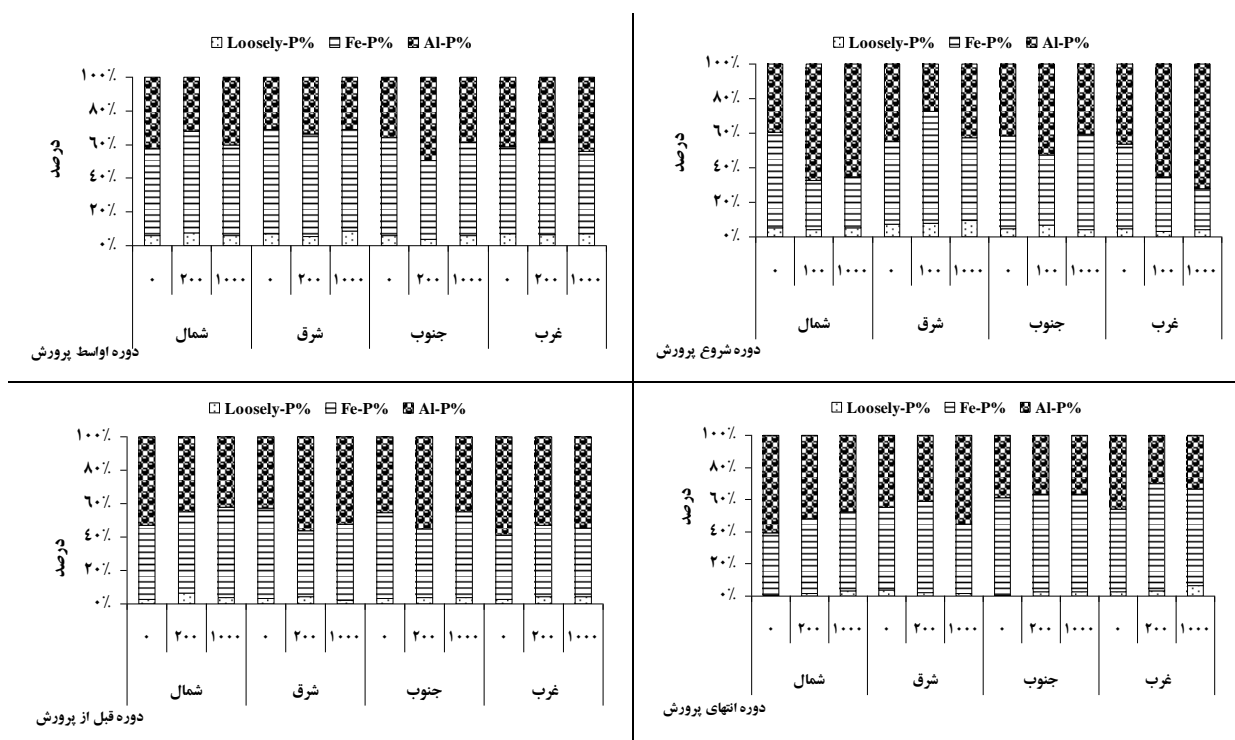 Loosely-P% Fe-P% Al-P%
درصد
۱۰۰٪
۸۰٪
۶۰٪
۴۰٪
۲۰٪
۰٪
۰ ۲۰۰ ۱۰۰۰ ۰ ۲۰۰ ۱۰۰۰ ۰ ۲۰۰ ۱۰۰۰ ۰ ۲۰۰ ۱۰۰۰
شمال شرق جنوب غرب
دوره اواسط پرورش
Loosely-P% Fe-P% Al-P%
درصد
۱۰۰٪
۸۰٪
۶۰٪
۴۰٪
۲۰٪
۰٪
۰ ۱۰۰ ۱۰۰۰ ۰ ۱۰۰ ۱۰۰۰ ۰ ۱۰۰ ۱۰۰۰ ۰ ۱۰۰ ۱۰۰۰
شمال شرق جنوب غرب
دوره شروع پرورش
Loosely-P% Fe-P% Al-P%
درصد
۱۰۰٪
۸۰٪
۶۰٪
۴۰٪
۲۰٪
۰٪
۰ ۲۰۰ ۱۰۰۰ ۰ ۲۰۰ ۱۰۰۰ ۰ ۲۰۰ ۱۰۰۰ ۰ ۲۰۰ ۱۰۰۰
شمال شرق جنوب غرب
دوره قبل از پرورش
Loosely-P% Fe-P% Al-P%
درصد
۱۰۰٪
۸۰٪
۶۰٪
۴۰٪
۲۰٪
۰٪
۰ ۲۰۰ ۱۰۰۰ ۰ ۲۰۰ ۱۰۰۰ ۰ ۲۰۰ ۱۰۰۰ ۰ ۲۰۰ ۱۰۰۰
شمال شرق جنوب غرب
دوره انتهای پرورش